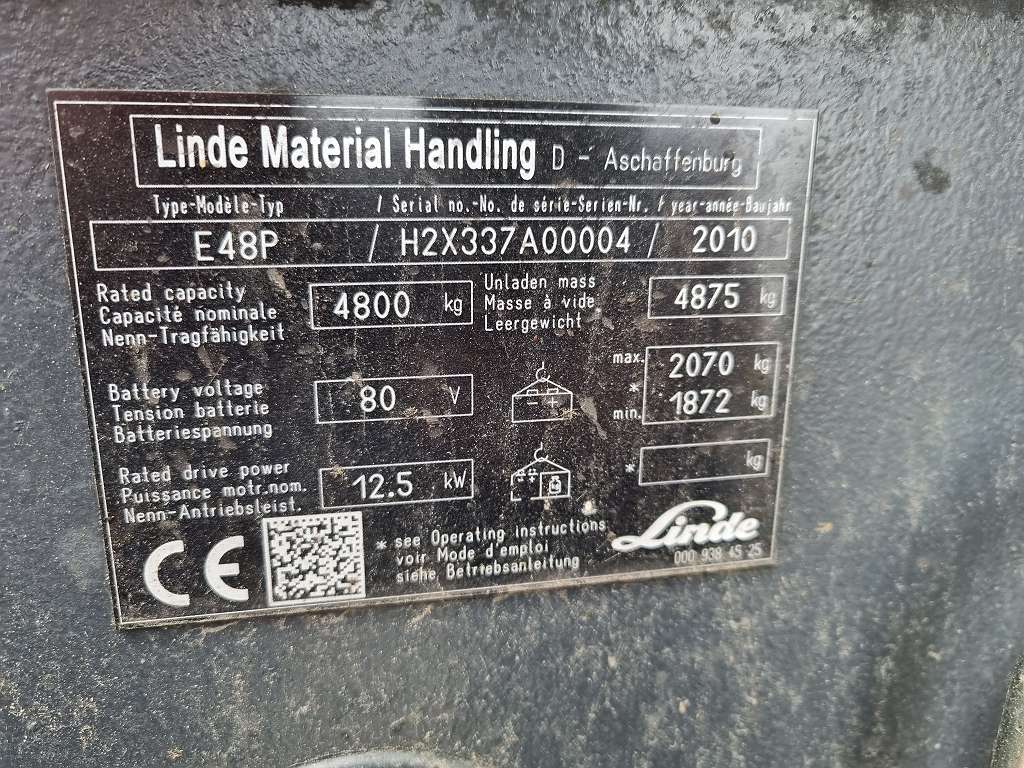 Linde Material Handling D - Aschaffenburg
Type-Modèle-Typ / Serial no.-No. de série-Serien-Nr. / year-année-Baujahr
E48P / H2X337A00004 / 2010
Rated capacity
Capacité nominale
Nenn-Tragfähigkeit
4800 kg
Unladen mass
Masse à vide
Leergewicht
4875 kg
Battery voltage
Tension batterie
Batteriespannung
80 V
- +
max. 2070 kg
*
min. 1872 kg
Rated drive power
Puissance motr.nom.
Nenn-Antriebsleist.
12.5 kW
* kg
CE
* see Operating instructions
voir Mode d'emploi
siehe Betriebsanleitung
Linde
000 938 45 25